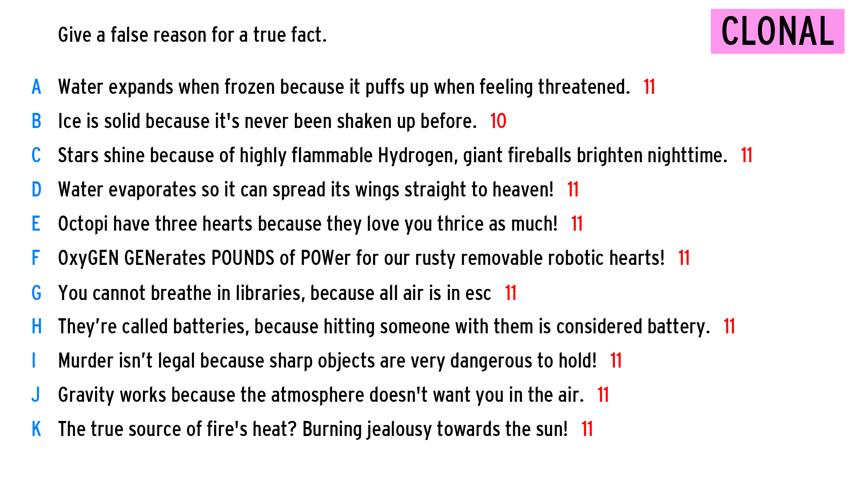 Give a false reason for a true fact.
CLONAL
A Water expands when frozen because it puffs up when feeling threatened. 11
B Ice is solid because it's never been shaken up before. 10
C Stars shine because of highly flammable Hydrogen, giant fireballs brighten nighttime. 11
D Water evaporates so it can spread its wings straight to heaven! 11
E Octopi have three hearts because they love you thrice as much! 11
F OxyGEN GENerates POUNDS of POWer for our rusty removable robotic hearts! 11
G You cannot breathe in libraries, because all air is in esc 11
H They’re called batteries, because hitting someone with them is considered battery. 11
I Murder isn’t legal because sharp objects are very dangerous to hold! 11
J Gravity works because the atmosphere doesn't want you in the air. 11
K The true source of fire's heat? Burning jealousy towards the sun! 11